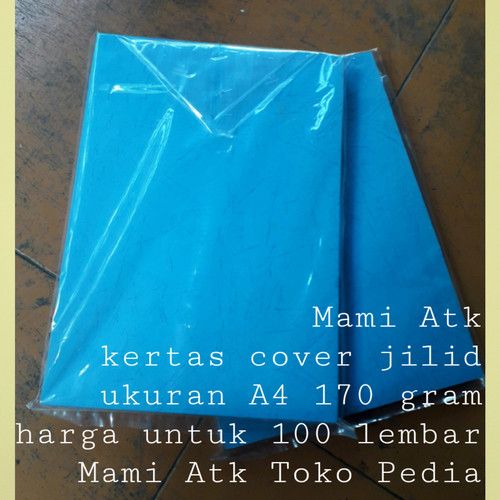 Mami Atk
kertas cover jilid
ukuran A4 170 gram
harga untuk 100 lembar
Mami Atk Toko Pedia